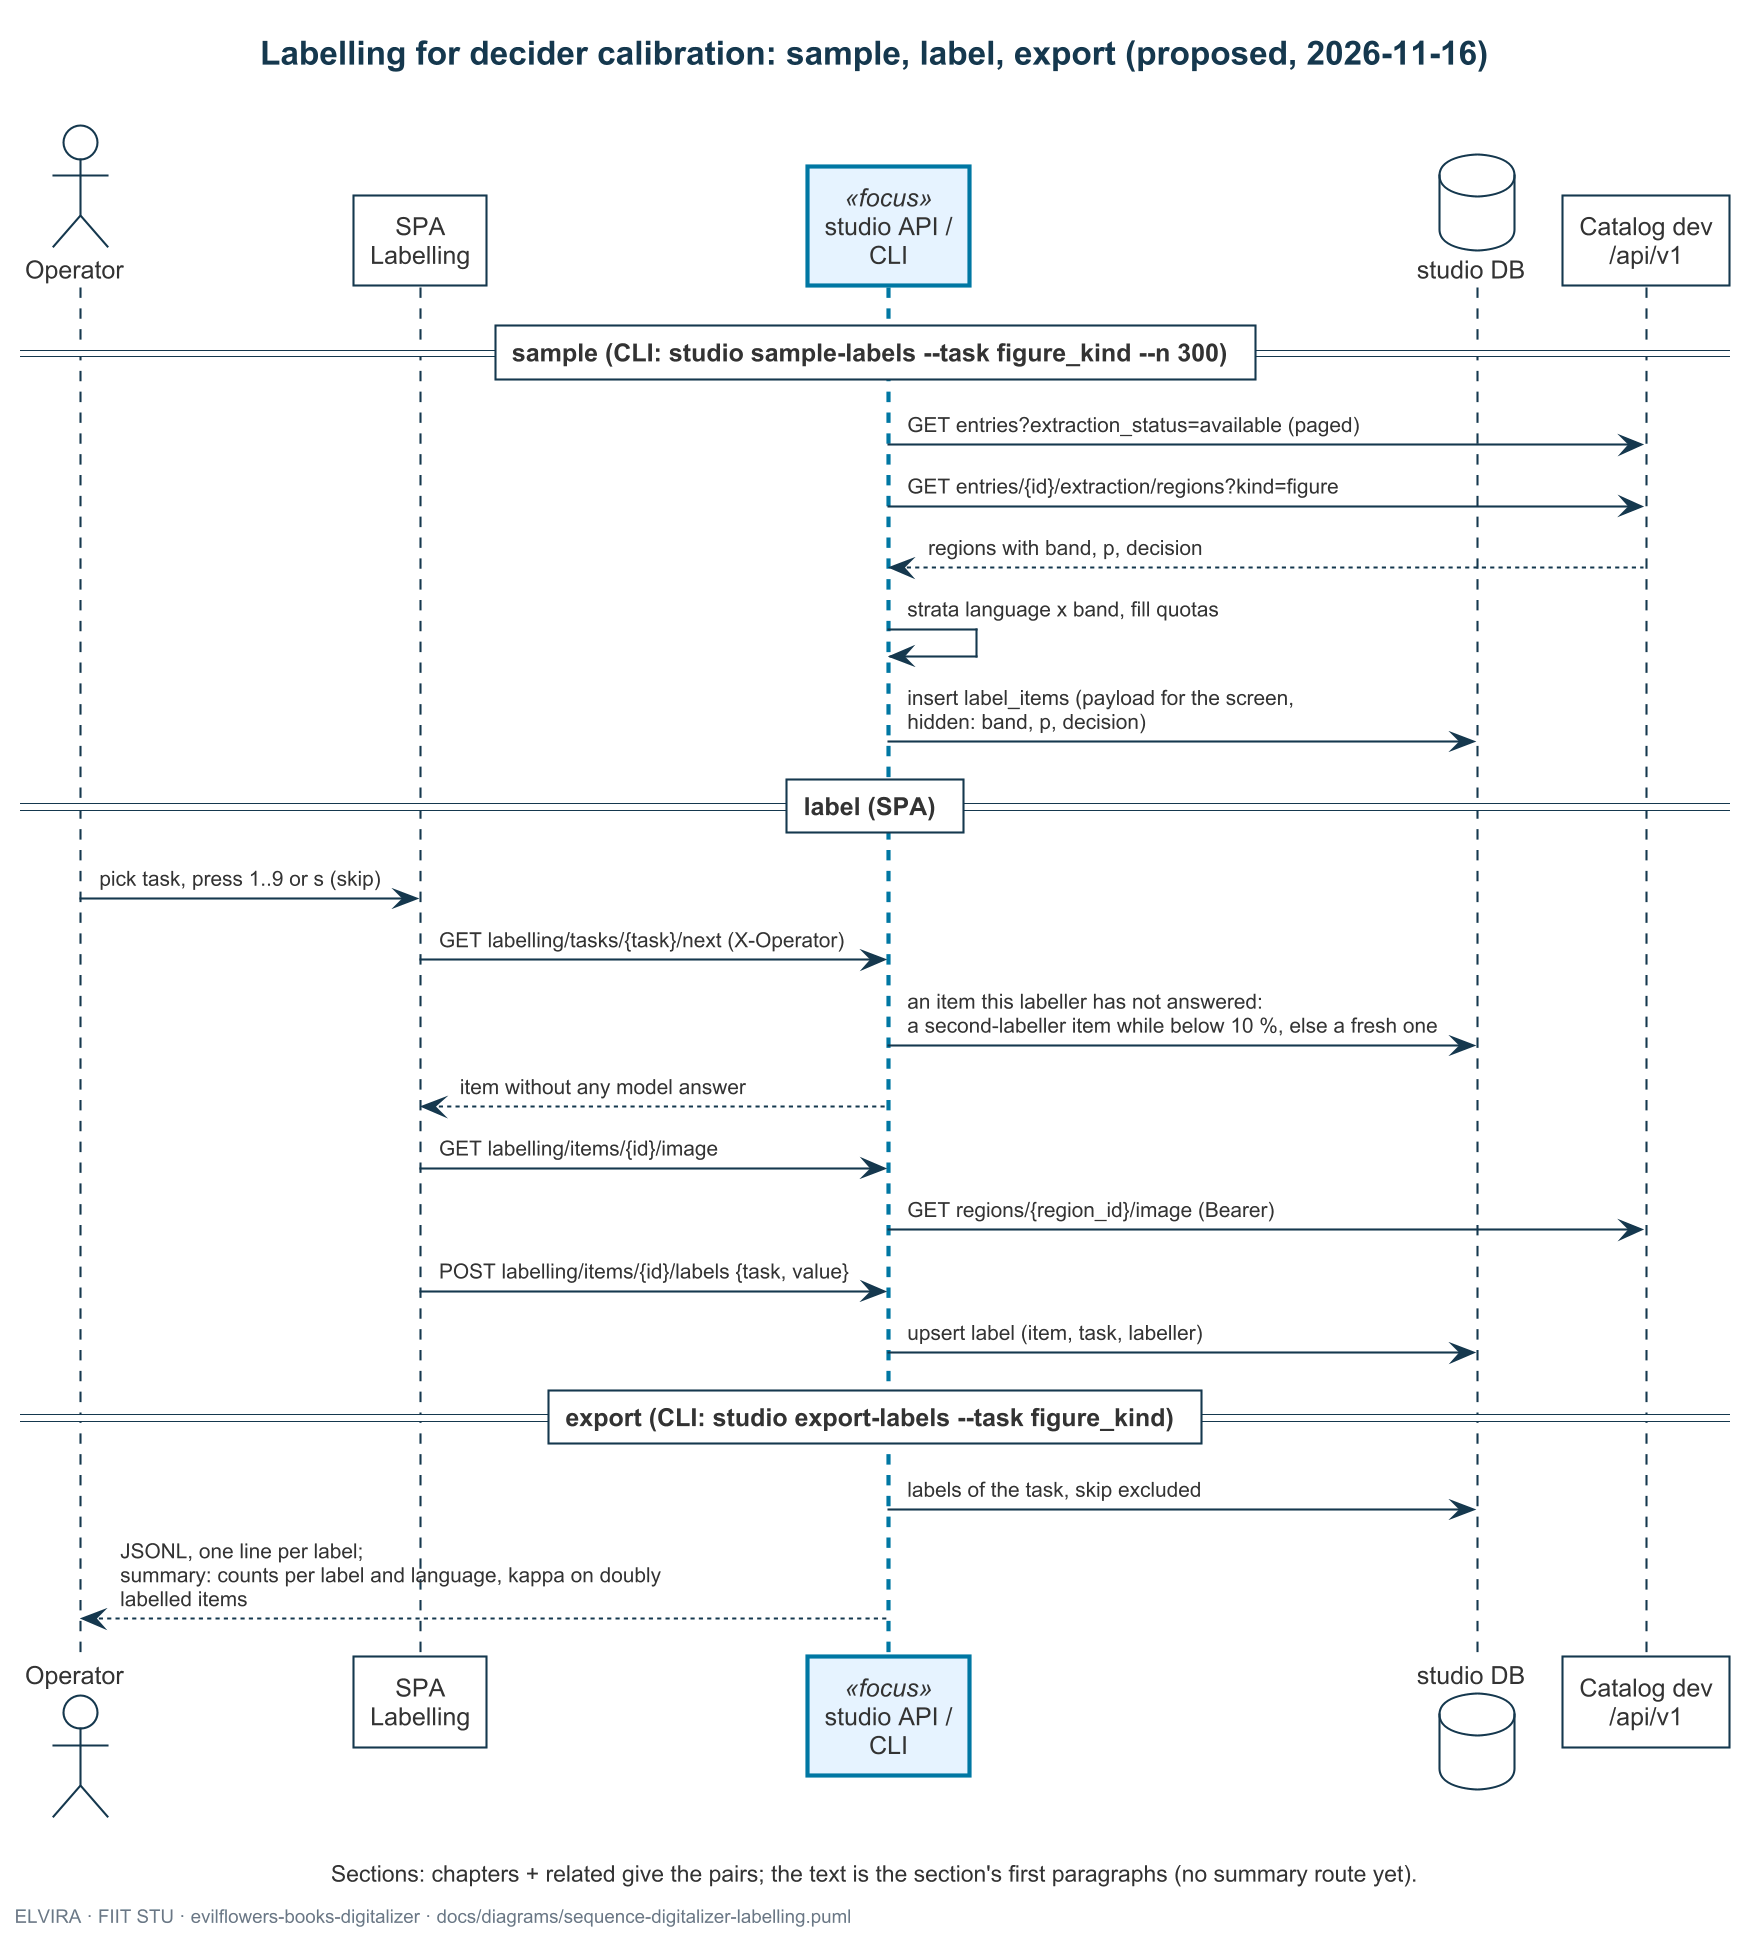 Labelling for decider calibration: sample, label, export (proposed, 2026-11-16)
Operator
SPA
Labelling
«focus»
studio API /
CLI
studio DB
Catalog dev
/api/v1
sample (CLI: studio sample-labels --task figure_kind --n 300)
GET entries?extraction_status=available (paged)
GET entries/{id}/extraction/regions?kind=figure
regions with band, p, decision
strata language x band, fill quotas
insert label_items (payload for the screen,
hidden: band, p, decision)
label (SPA)
pick task, press 1..9 or s (skip)
GET labelling/tasks/{task}/next (X-Operator)
an item this labeller has not answered:
a second-labeller item while below 10 %, else a fresh one
item without any model answer
GET labelling/items/{id}/image
GET regions/{region_id}/image (Bearer)
POST labelling/items/{id}/labels {task, value}
upsert label (item, task, labeller)
export (CLI: studio export-labels --task figure_kind)
labels of the task, skip excluded
JSONL, one line per label;
summary: counts per label and language, kappa on doubly
labelled items
Operator
SPA
Labelling
«focus»
studio API /
CLI
studio DB
Catalog dev
/api/v1
Sections: chapters + related give the pairs; the text is the section's first paragraphs (no summary route yet).
ELVIRA · FIIT STU · evilflowers-books-digitalizer · docs/diagrams/sequence-digitalizer-labelling.puml